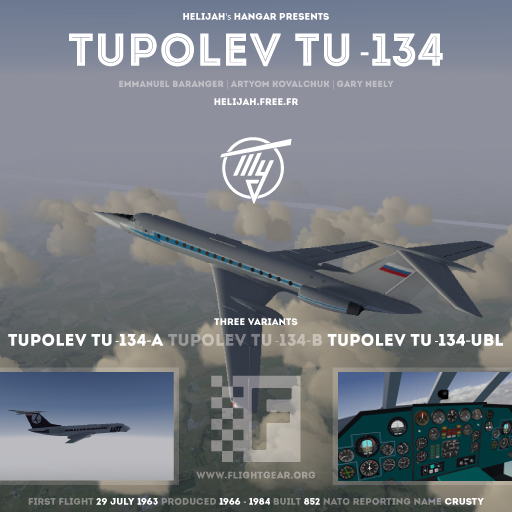 HELIJAH's HANGAR PRESENTS
TUPOLEV TU-134
EMMANUEL BARANGER | ARTYOM KOVALCHUK | GARY NEELY
HELIJAH.FREE.FR
Ту
THREE VARIANTS
TUPOLEV TU-134-A TUPOLEV TU-134-B TUPOLEV TU-134-UBL
LOT
F
WWW.FLIGHTGEAR.ORG
FIRST FLIGHT 29 JULY 1963 PRODUCED 1966 - 1984 BUILT 852 NATO REPORTING NAME CRUSTY